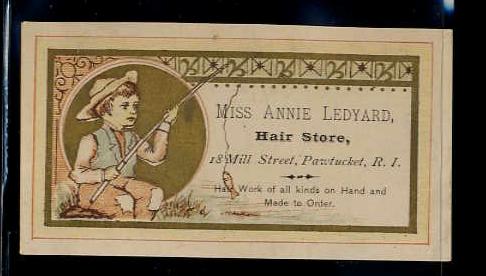 Miss Annie Ledyard,
Hair Store,
18 Mill Street, Pawtucket, R. I.
Hair Work of all kinds on Hand and
Made to Order.